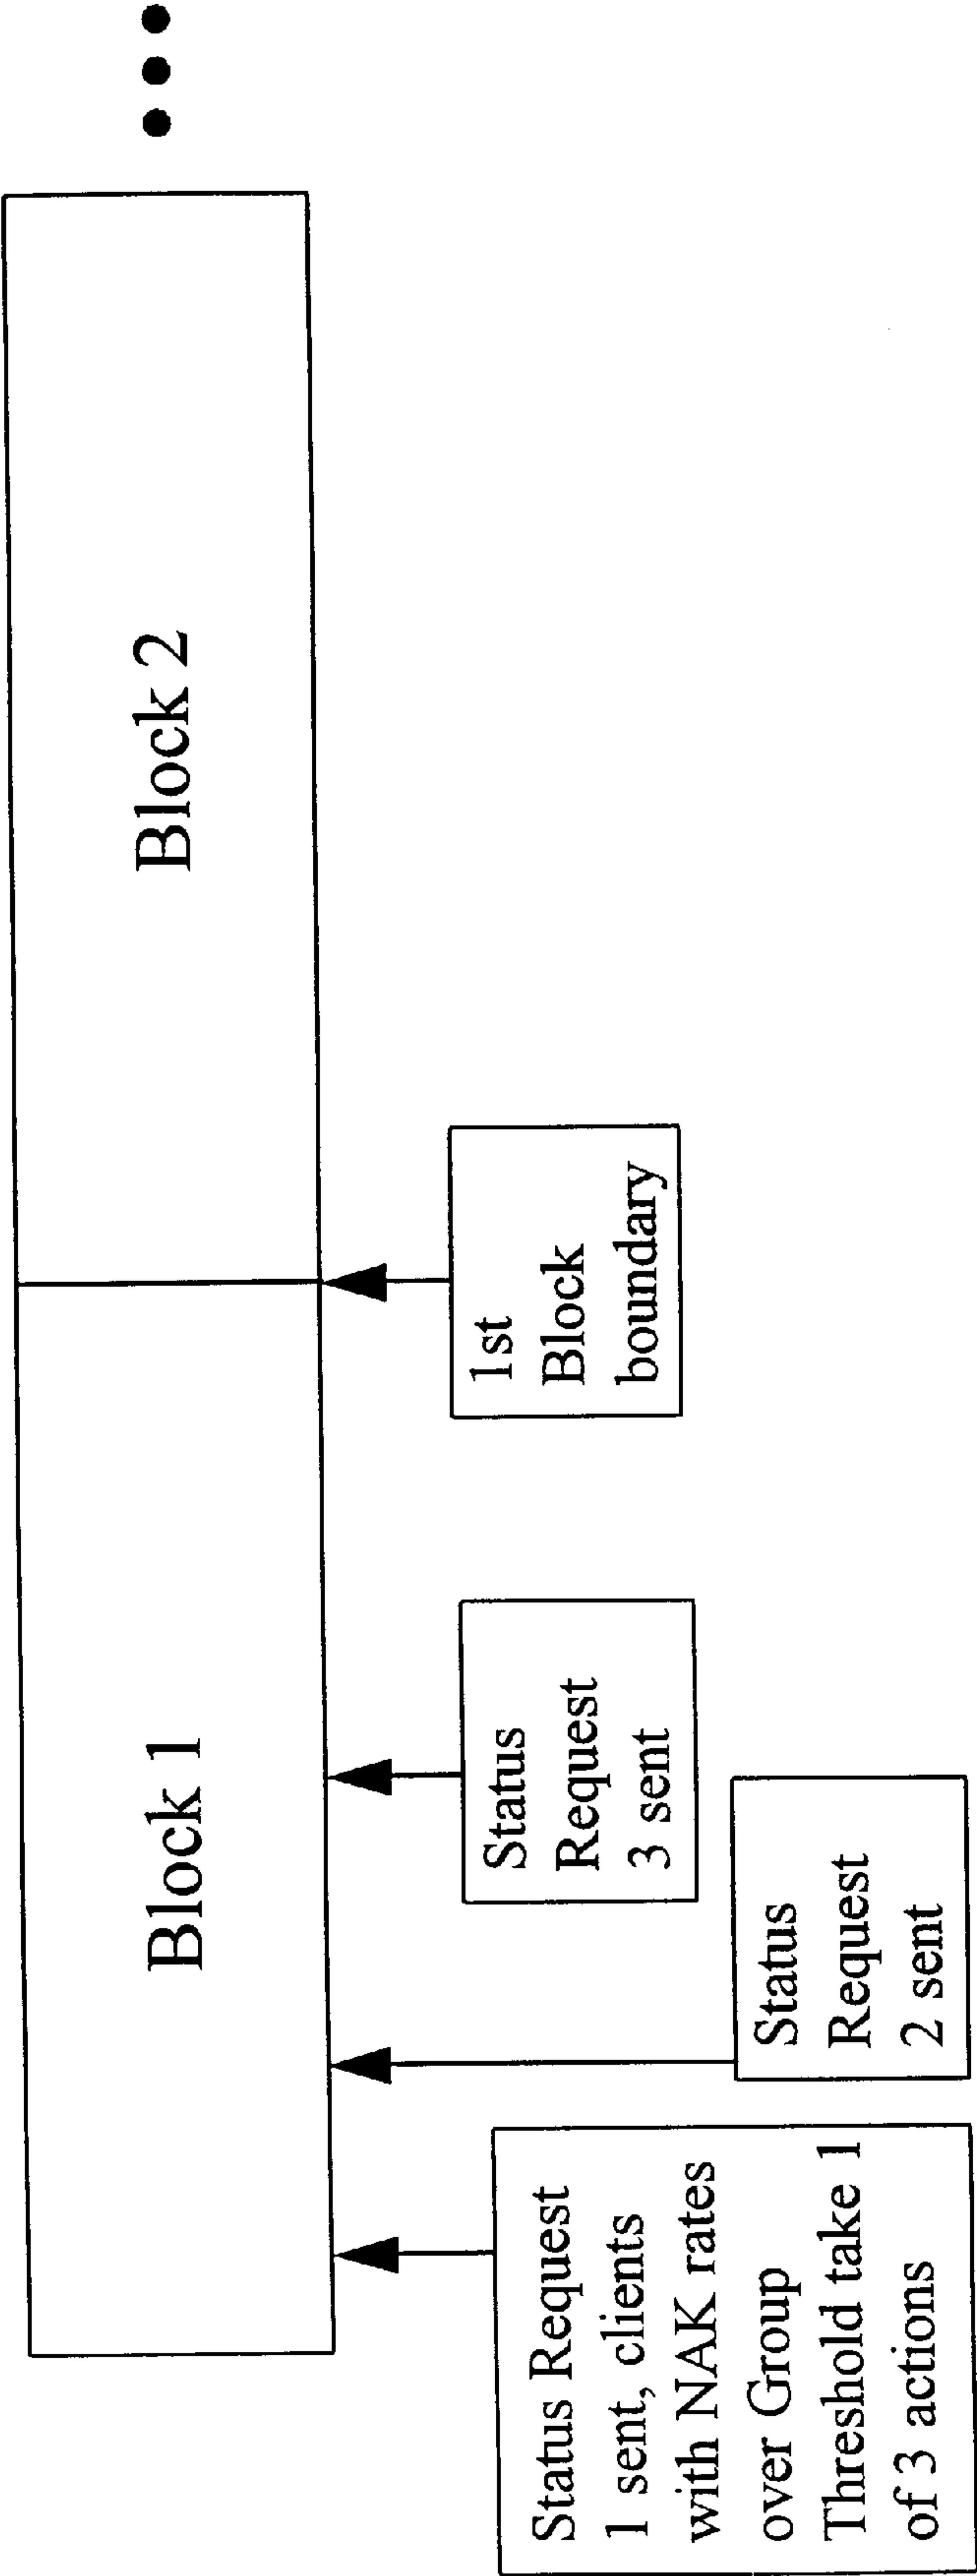 Block 1
Block 2
Status Request
1 sent, clients
with NAK rates
over Group
Threshold take 1
of 3 actions
Status
Request
2 sent
Status
Request
3 sent
1st
Block
boundary